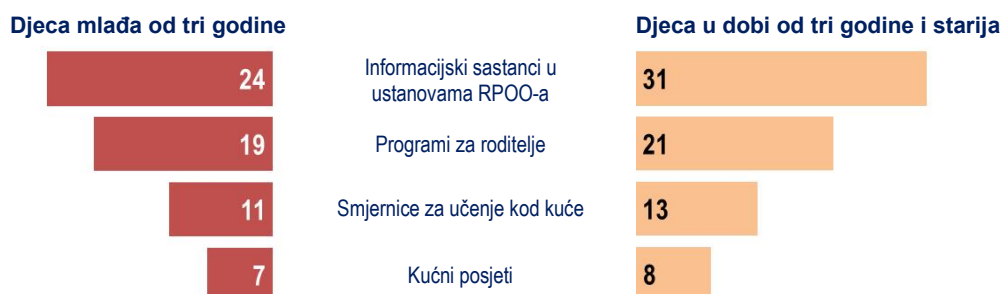 Djeca mlađa od tri godine
Djeca u dobi od tri godine i starija
24
Informacijski sastanci u
ustanovama RPOO-a
31
19
Programi za roditelje
21
11
Smjernice za učenje kod kuće
13
7
Kućni posjeti
8